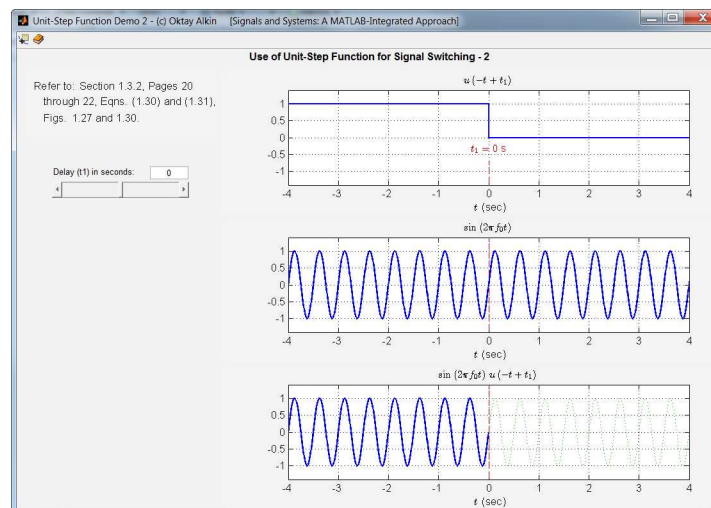 Unit-Step Function Demo 2 - (c) Oktay Alkin [Signals and Systems: A MATLAB-Integrated Approach]
Use of Unit-Step Function for Signal Switching - 2
Refer to: Section 1.3.2, Pages 20
through 22, Eqns. (1.30) and (1.31),
Figs. 1.27 and 1.30.
Delay (t1) in seconds: 0
u (−t + t₁)
1
0.5
0
-0.5
-1
t₁ = 0 s
-4 -3 -2 -1 0 1 2 3 4
t (sec)
sin (2π f₀t)
1
0.5
0
-0.5
-1
-4 -3 -2 -1 0 1 2 3 4
t (sec)
sin (2π f₀t) u (−t + t₁)
1
0.5
0
-0.5
-1
-4 -3 -2 -1 0 1 2 3 4
t (sec)